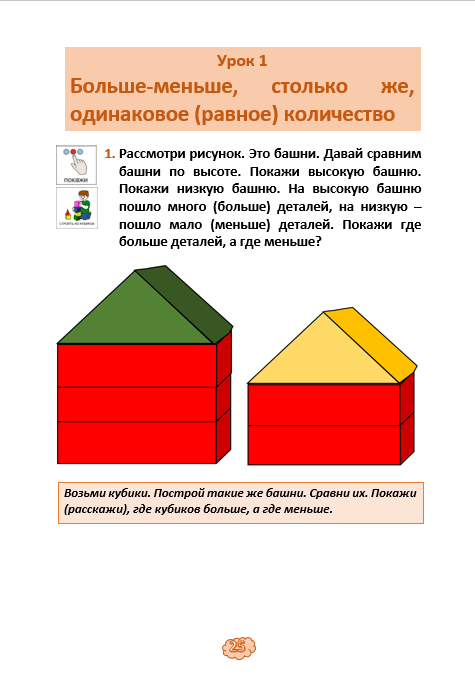 Урок 1
Больше-меньше, столько же,
одинаковое (равное) количество
1. Рассмотри рисунок. Это башни. Давай сравним
ПОКАЖИ
башни по высоте. Покажи высокую башню.
Покажи низкую башню. На высокую башню
пошло много (больше) деталей, на низкую –
СТРОИТЬ ИЗ КУБИКОВ
пошло мало (меньше) деталей. Покажи где
больше деталей, а где меньше?
Возьми кубики. Построй такие же башни. Сравни их. Покажи
(расскажи), где кубиков больше, а где меньше.
25